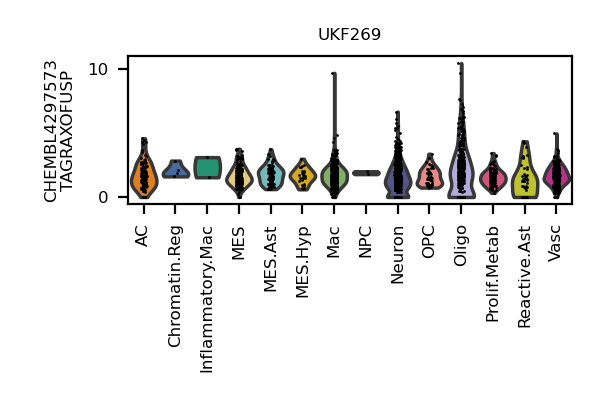 UKF269
CHEMBL4297573
TAGRAXOFUSP
10
0
AC
Chromatin.Reg
Inflammatory.Mac
MES
MES.Ast
MES.Hyp
Mac
NPC
Neuron
OPC
Oligo
Prolif.Metab
Reactive.Ast
Vasc